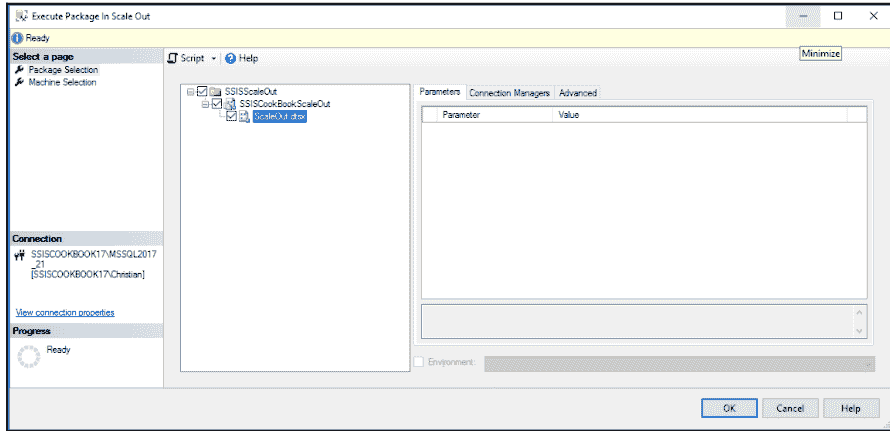 Execute Package In Scale Out
Ready
Minimize
Select a page
Package Selection
Machine Selection
Script
Help
SSISScaleOut
SSISCookBookScaleOut
ScaleOut.dtsx
Parameters Connection Managers Advanced
Parameter Value
Connection
SSISCOOKBOOK17\MSSQL2017
_21
[SSISCOOKBOOK17\Christian]
View connection properties
Progress
Ready
Environment:
OK Cancel Help